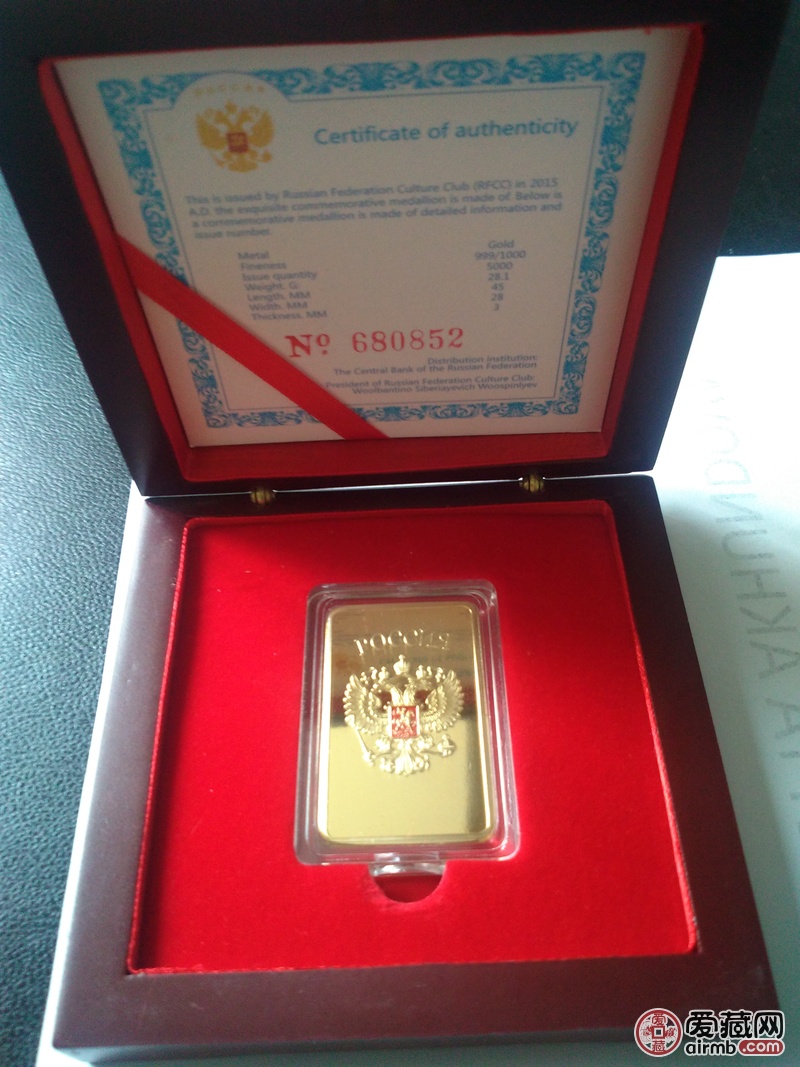 РОССИЯ
Certificate of authenticity
This is issued by Russian Federation Culture Club (RFCC) in 2015
A.D. the exquisite commemorative medallion is made of. Below is
a commemorative medallion is made of detailed information and
issue number.
Metal Gold
Fineness 999/1000
Issue quantity 5000
Weight. G: 28.1
Length. MM 45
Width. MM 28
Thickness. MM 3
Nº 680852
Distribution institution:
The Central Bank of the Russian Federation
President of Russian Federation Culture Club:
Woolbantino Siberiayevich Woospinlyev
РОССИЯ
爱藏网
airmb.com